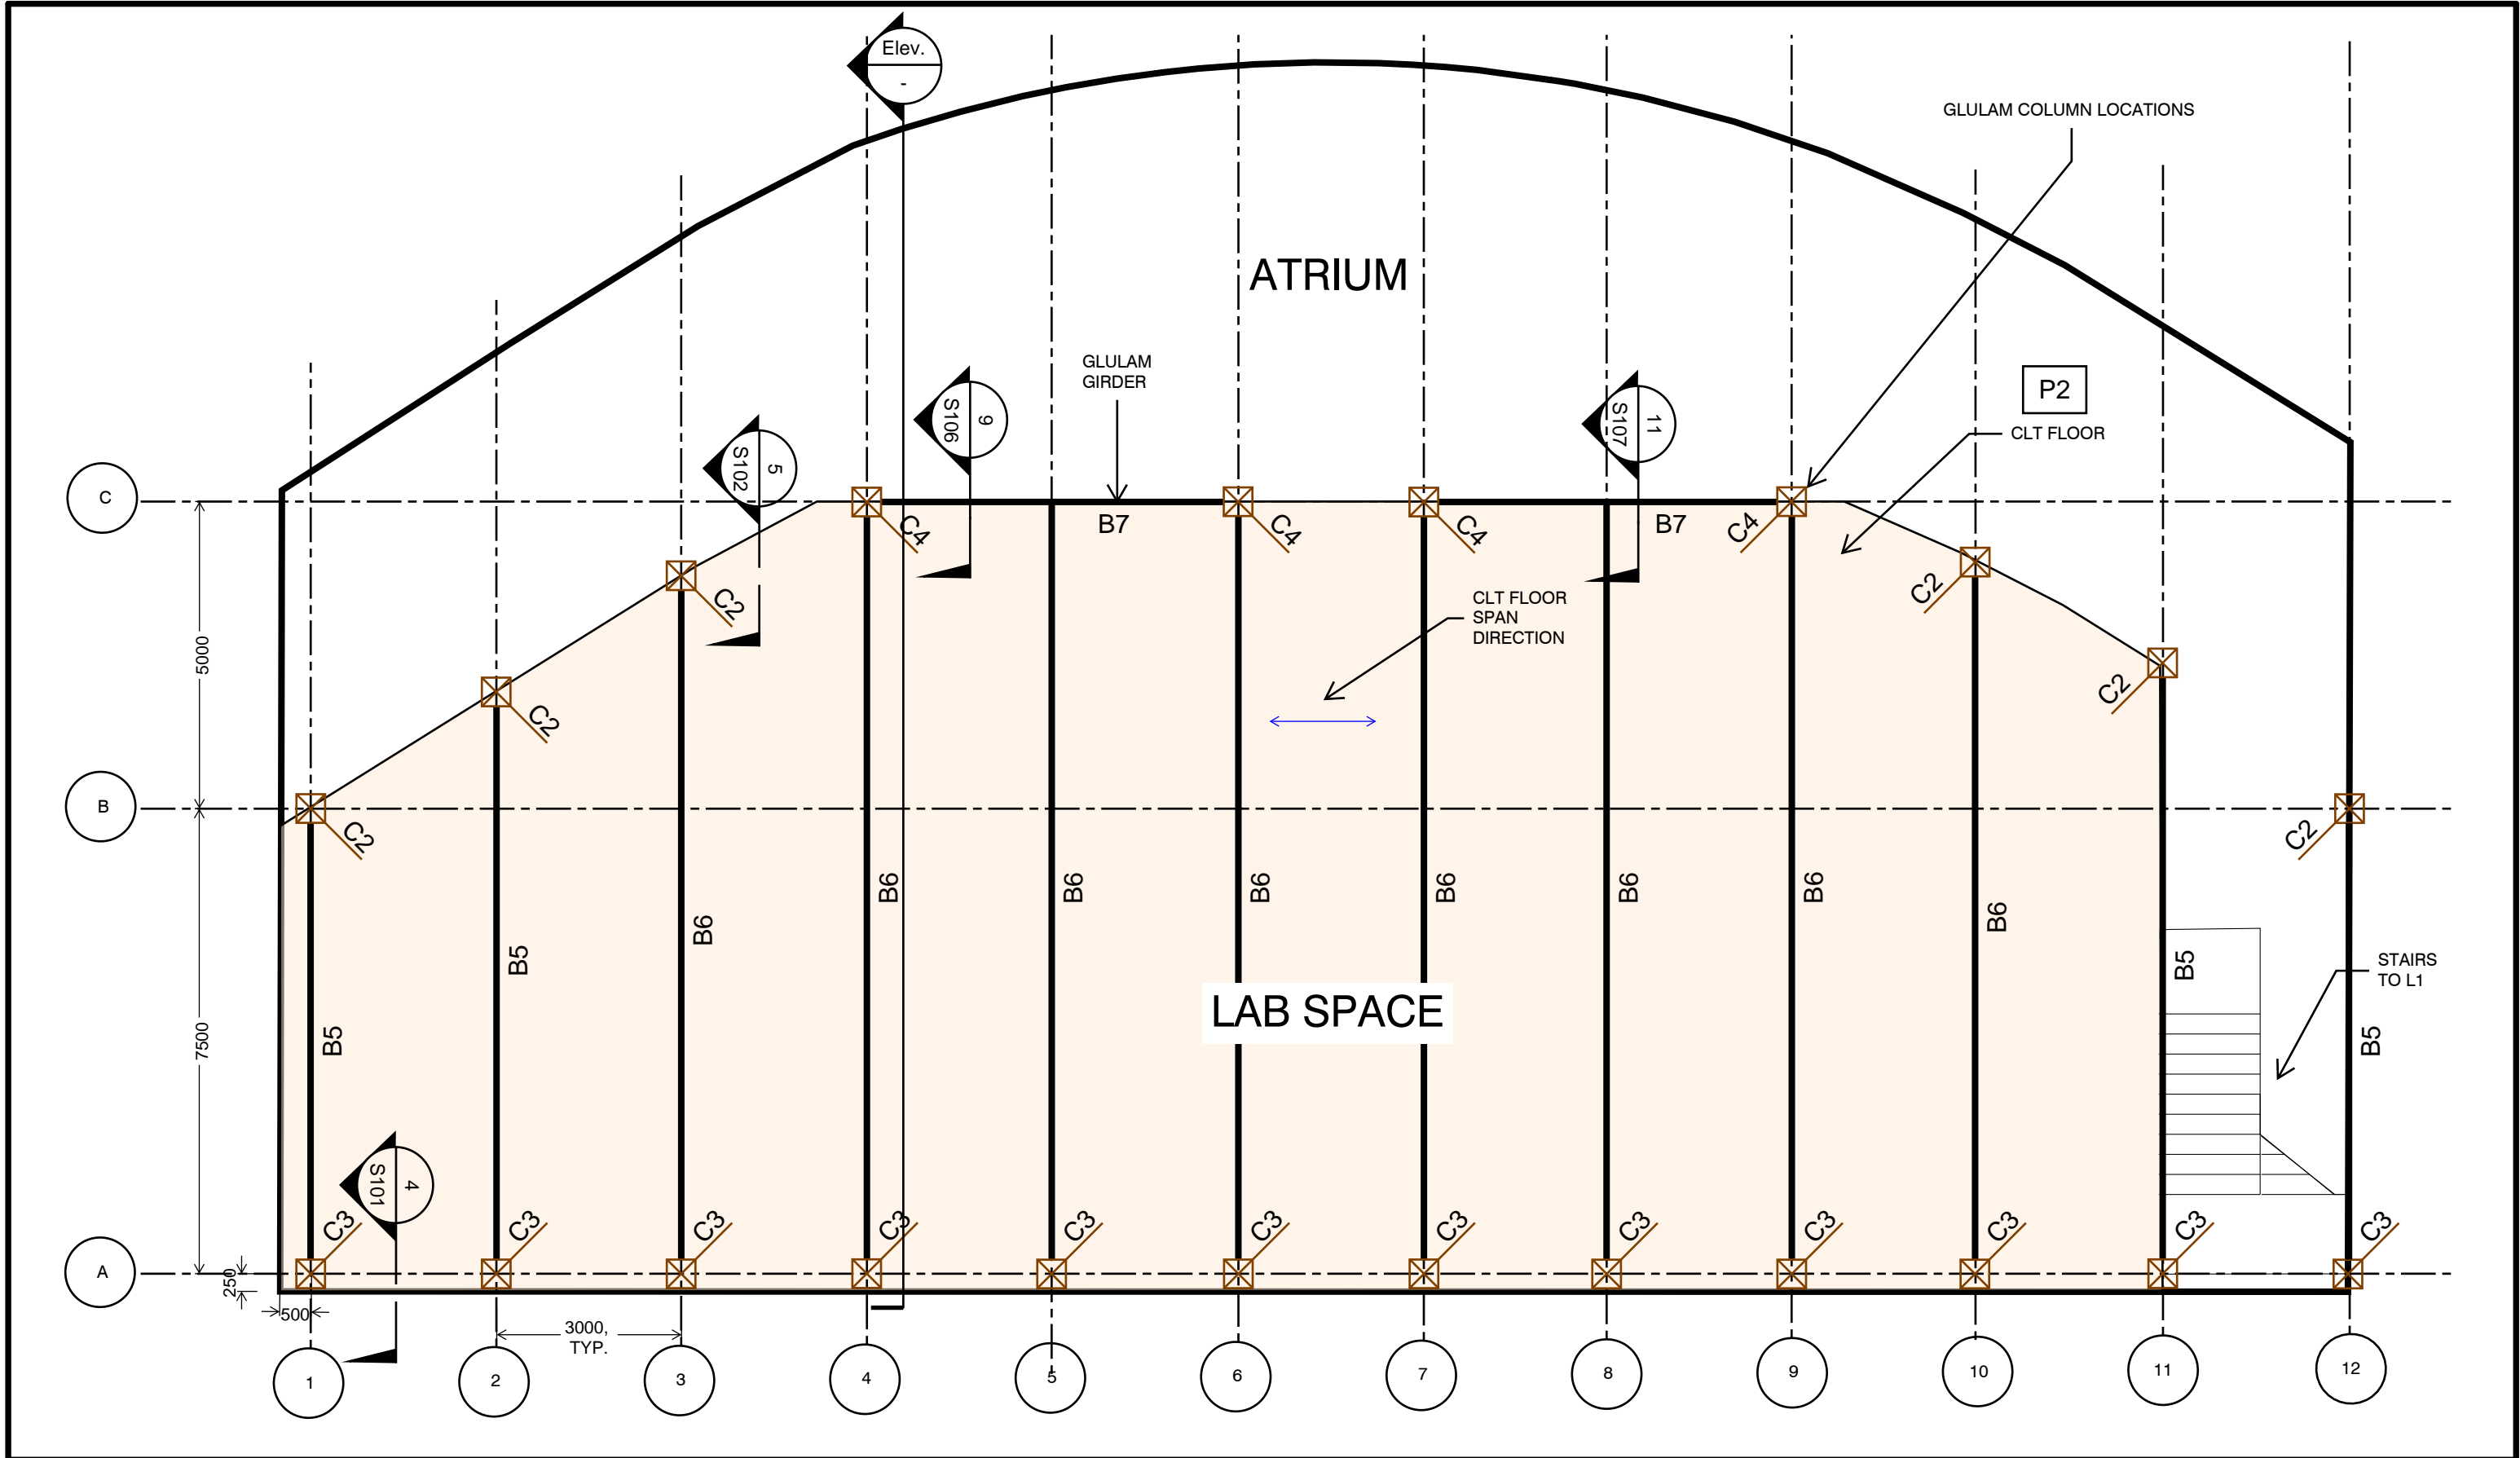 Elev.
-
GLULAM COLUMN LOCATIONS
ATRIUM
GLULAM
GIRDER
P2
CLT FLOOR
5
S102
9
S106
11
S107
C
B7
B7
C4
C4
C4
C4
C2
C2
C2
C2
C2
C2
C2
CLT FLOOR
SPAN
DIRECTION
5000
B
B6
B6
B6
B6
B6
B6
B6
B6
B5
B5
B5
B5
STAIRS
TO L1
LAB SPACE
7500
4
S101
C3
C3
C3
C3
C3
C3
C3
C3
C3
C3
C3
C3
A
250
500
3000,
TYP.
1
2
3
4
5
6
7
8
9
10
11
12